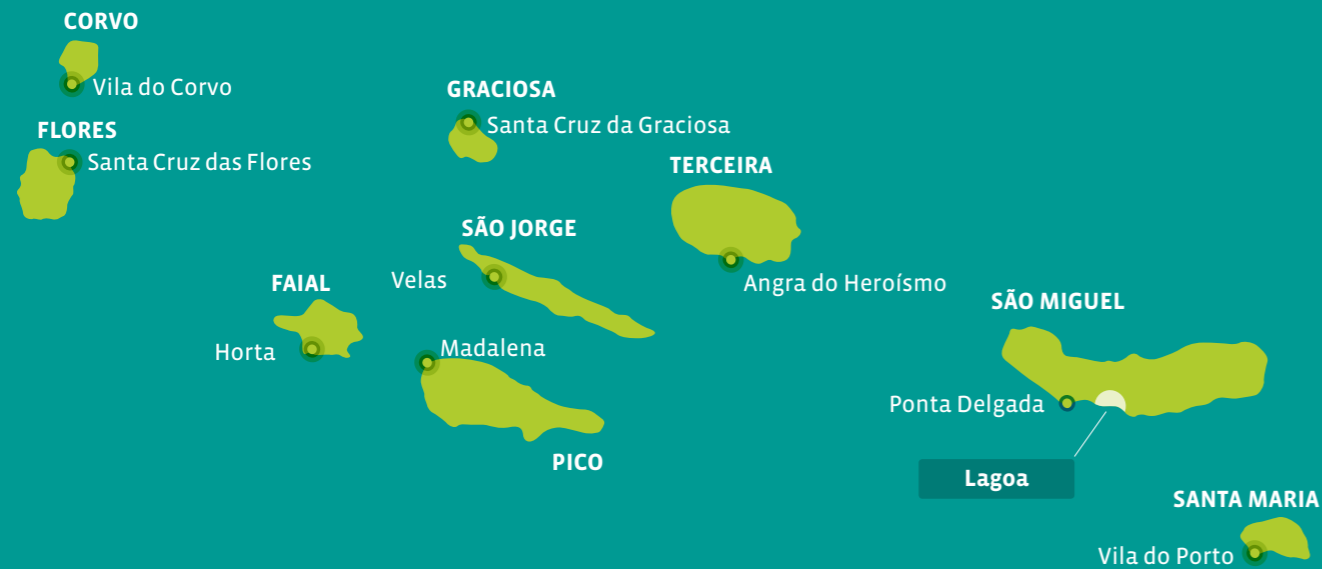 CORVO
Vila do Corvo
FLORES
Santa Cruz das Flores
GRACIOSA
Santa Cruz da Graciosa
TERCEIRA
Angra do Heroísmo
SÃO JORGE
Velas
FAIAL
Horta
Madalena
PICO
SÃO MIGUEL
Ponta Delgada
Lagoa
SANTA MARIA
Vila do Porto